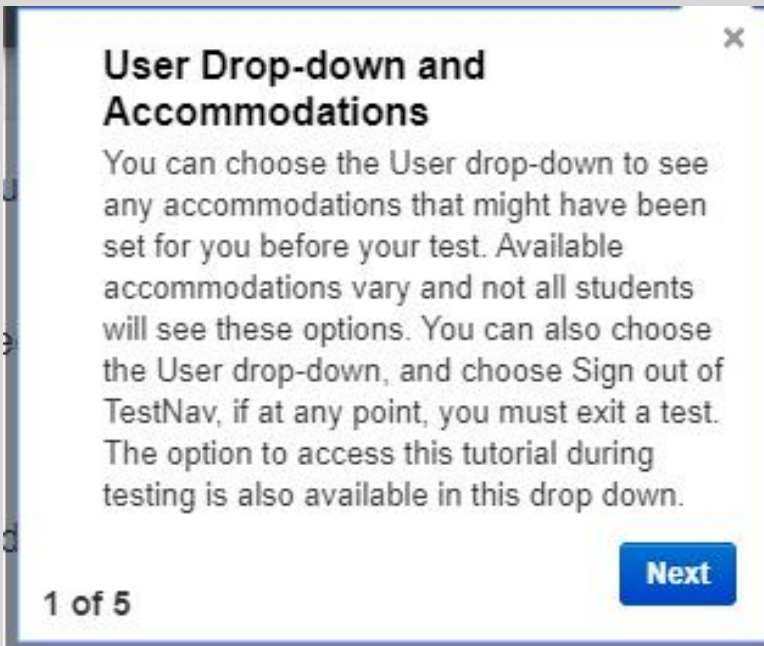 ×
User Drop-down and
Accommodations
You can choose the User drop-down to see
any accommodations that might have been
set for you before your test. Available
accommodations vary and not all students
will see these options. You can also choose
the User drop-down, and choose Sign out of
TestNav, if at any point, you must exit a test.
The option to access this tutorial during
testing is also available in this drop down.
Next
1 of 5